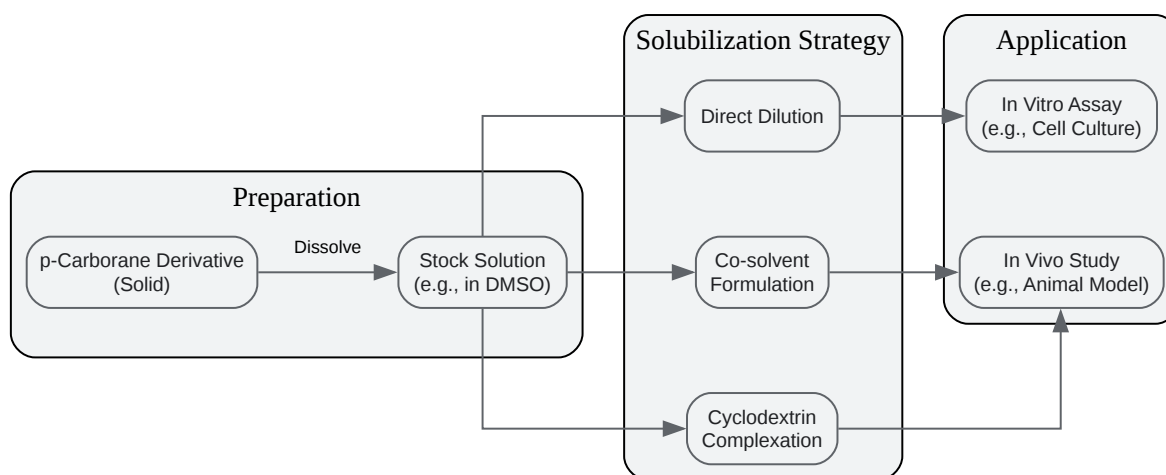 Preparation
p-Carborane Derivative
(Solid)
Dissolve
Stock Solution
(e.g., in DMSO)
Solubilization Strategy
Direct Dilution
Co-solvent
Formulation
Cyclodextrin
Complexation
Application
In Vitro Assay
(e.g., Cell Culture)
In Vivo Study
(e.g., Animal Model)